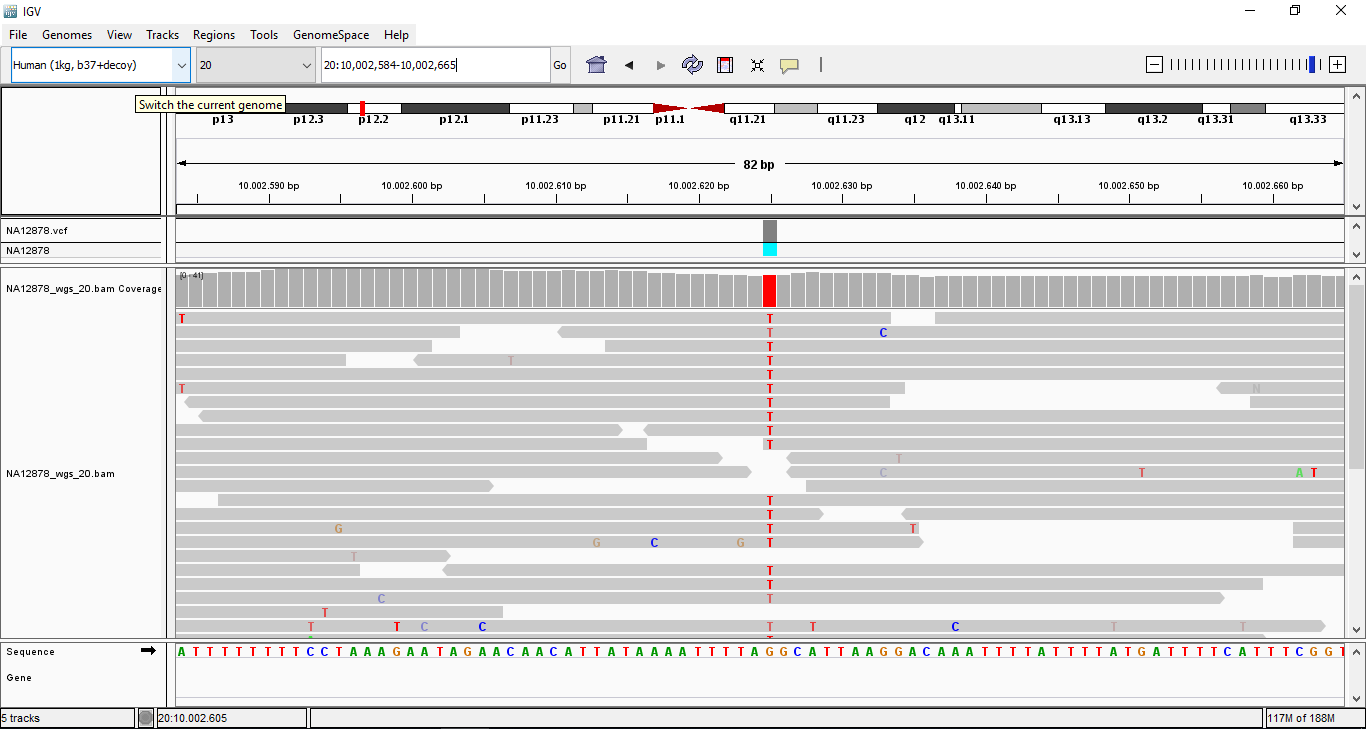 IGV
File Genomes View Tracks Regions Tools GenomeSpace Help
Human (1kg, b37+decoy) 20 20:10,002,584-10,002,665 Go
Switch the current genome
p13 p12.3 p12.2 p12.1 p11.23 p11.21 p11.1 q11.21 q11.23 q12 q13.11 q13.13 q13.2 q13.31 q13.33
82 bp
10.002.590 bp 10.002.600 bp 10.002.610 bp 10.002.620 bp 10.002.630 bp 10.002.640 bp 10.002.650 bp 10.002.660 bp
NA12878.vcf
NA12878
[0 - 41]
NA12878_wgs_20.bam Coverage
T T
T C
T
T
T
T T N
T
T
T
T
T
C T A T
NA12878_wgs_20.bam
T
T
G T T
G C G T
T
T
T
C T
T
T T C C T T C T T
Sequence A T T T T T T T T C C T A A A G A A T A G A A C A A C A T T A T A A A A T T T T A G G C A T T A A G G A C A A A T T T T A T T T T A T G A T T T T C A T T T C G G T
Gene
5 tracks 20:10.002.605 117M of 188M